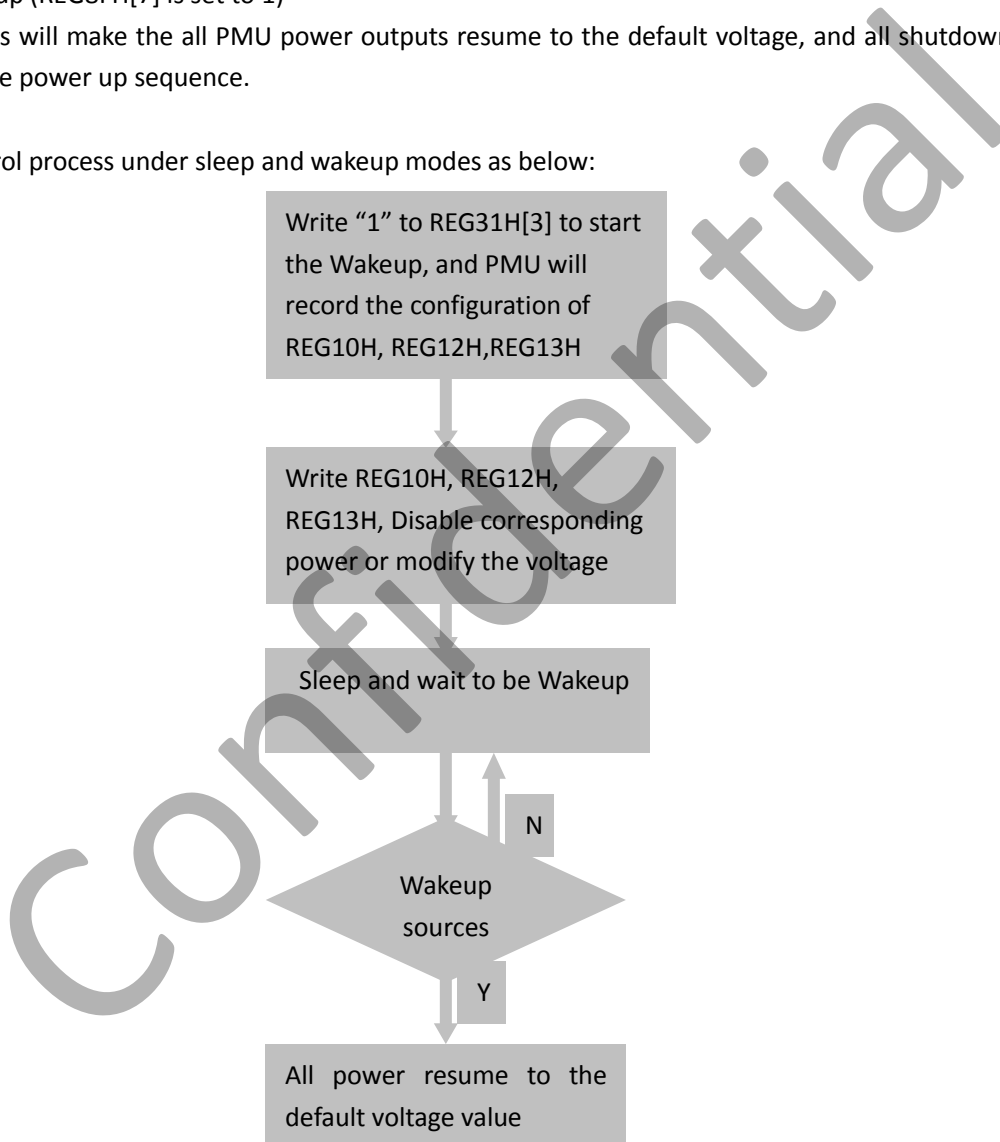 s will make the all PMU power outputs resume to the default voltage, and all shutdown
e power up sequence.
rol process under sleep and wakeup modes as below:
Write “1” to REG31H[3] to start
the Wakeup, and PMU will
record the configuration of
REG10H, REG12H,REG13H
Write REG10H, REG12H,
REG13H, Disable corresponding
power or modify the voltage
Sleep and wait to be Wakeup
N
Wakeup
sources
Y
All power resume to the
default voltage value
Confidential